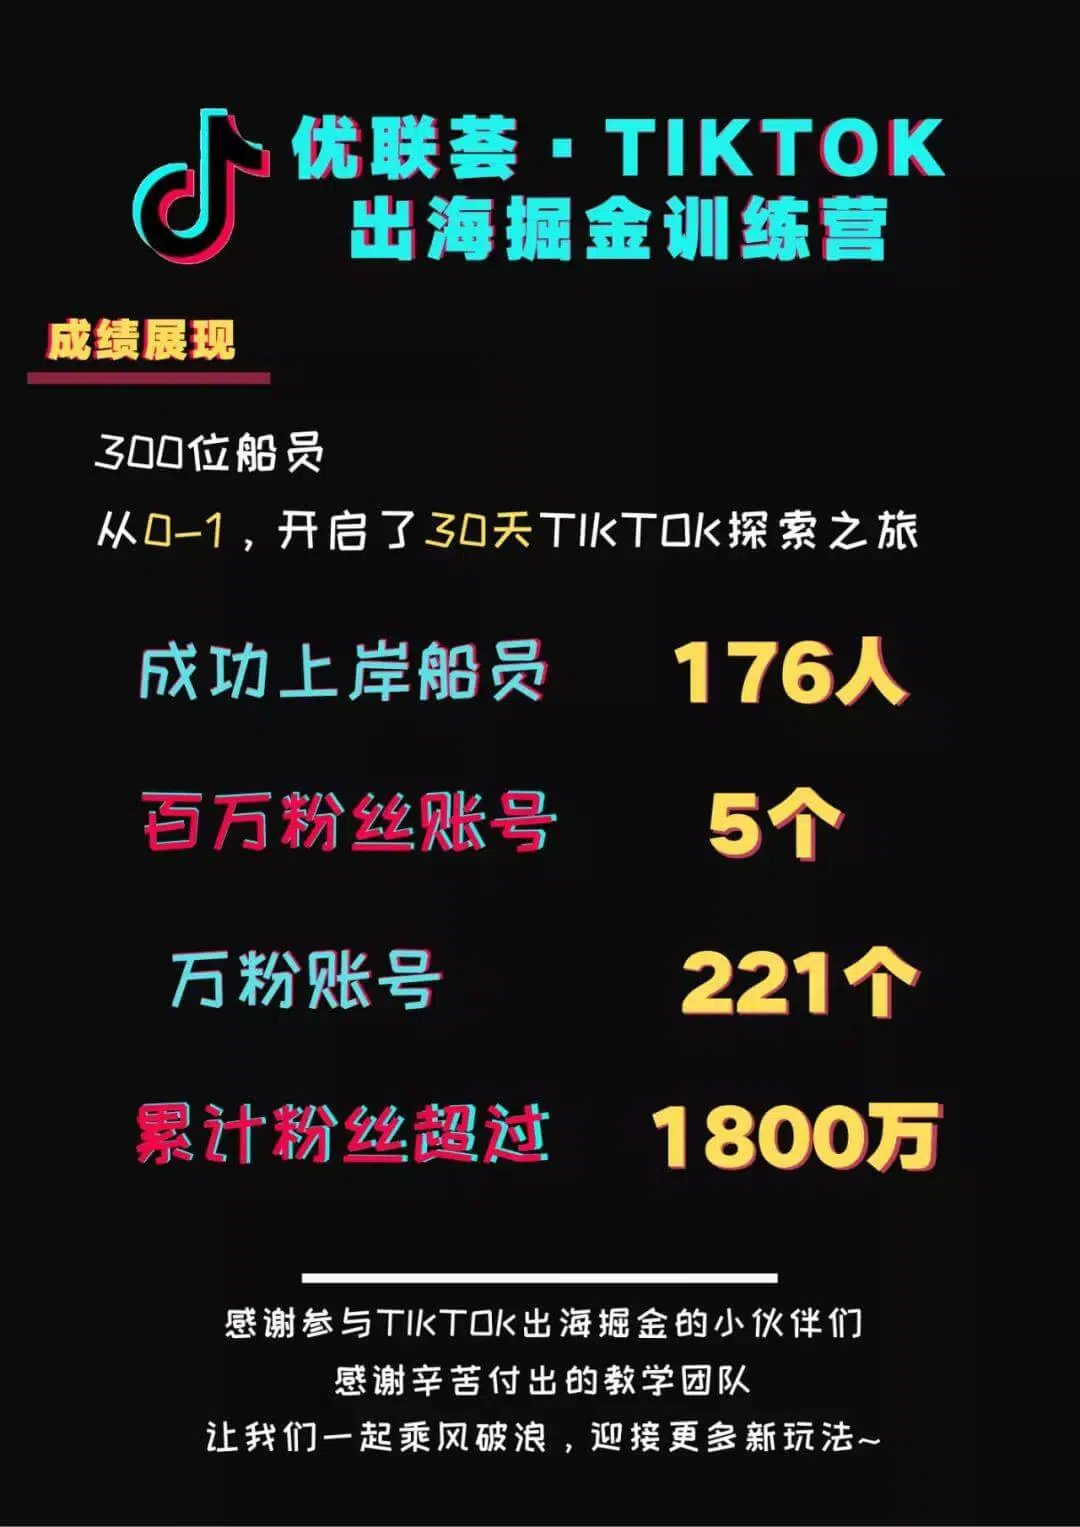 优联荟·TIKTOK
出海掘金训练营
成绩展现
300位船员
从0-1，开启了30天TIKTOK探索之旅
成功上岸船员 176人
百万粉丝账号 5个
万粉账号 221个
累计粉丝超过 1800万
感谢参与TIKTOK出海掘金的小伙伴们
感谢辛苦付出的教学团队
让我们一起乘风破浪，迎接更多新玩法~